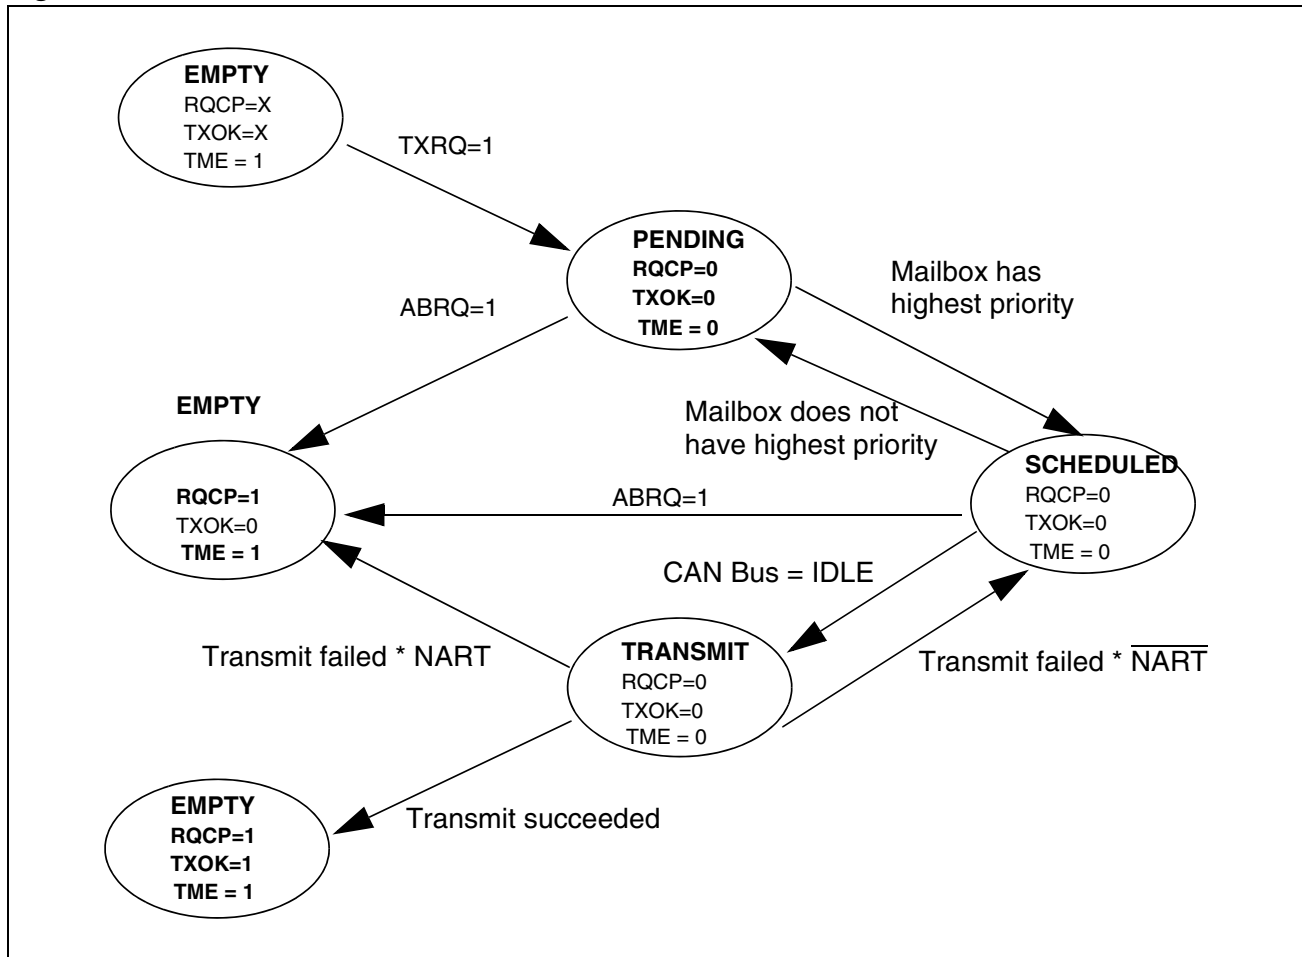 EMPTY
RQCP=X
TXOK=X
TME = 1
TXRQ=1
PENDING
RQCP=0
TXOK=0
TME = 0
Mailbox has
highest priority
ABRQ=1
EMPTY
RQCP=1
TXOK=0
TME = 1
Mailbox does not
have highest priority
SCHEDULED
RQCP=0
TXOK=0
TME = 0
ABRQ=1
CAN Bus = IDLE
Transmit failed * NART
TRANSMIT
RQCP=0
TXOK=0
TME = 0
Transmit failed * N̅A̅R̅T̅
EMPTY
RQCP=1
TXOK=1
TME = 1
Transmit succeeded